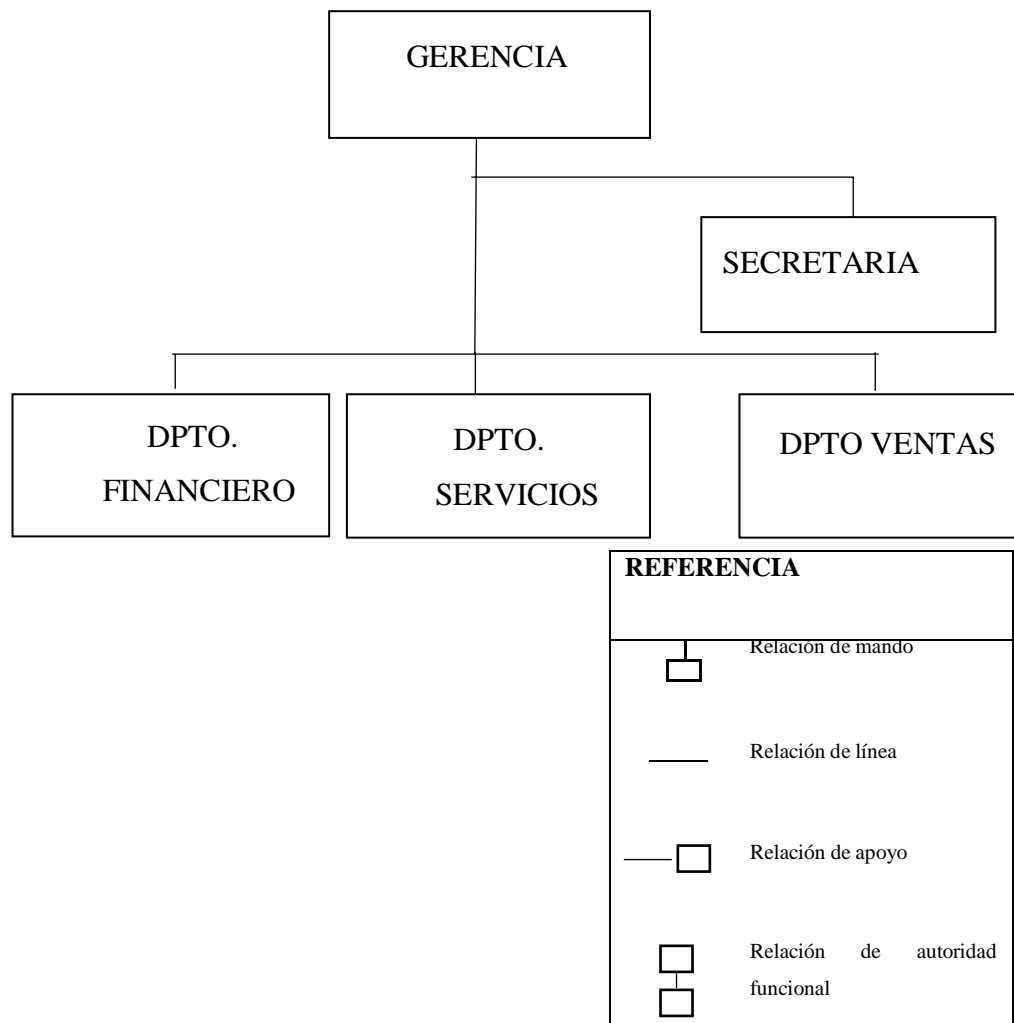 GERENCIA
SECRETARIA
DPTO.
FINANCIERO
DPTO.
SERVICIOS
DPTO VENTAS
REFERENCIA
Relación de mando
Relación de línea
Relación de apoyo
Relación de autoridad
funcional